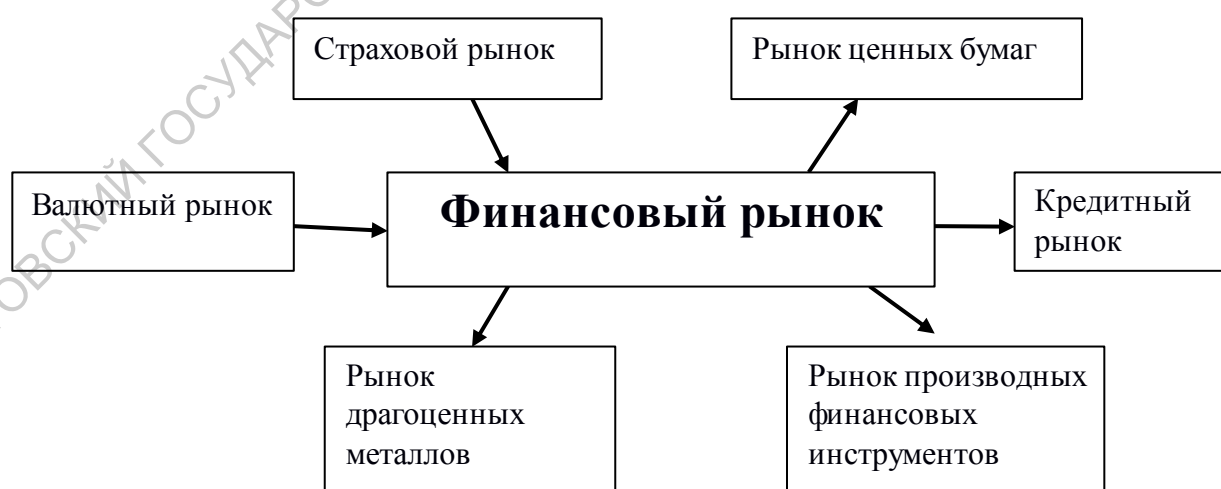 Страховой рынок
Рынок ценных бумаг
Валютный рынок
Финансовый рынок
Кредитный
рынок
Рынок
драгоценных
металлов
Рынок производных
финансовых
инструментов